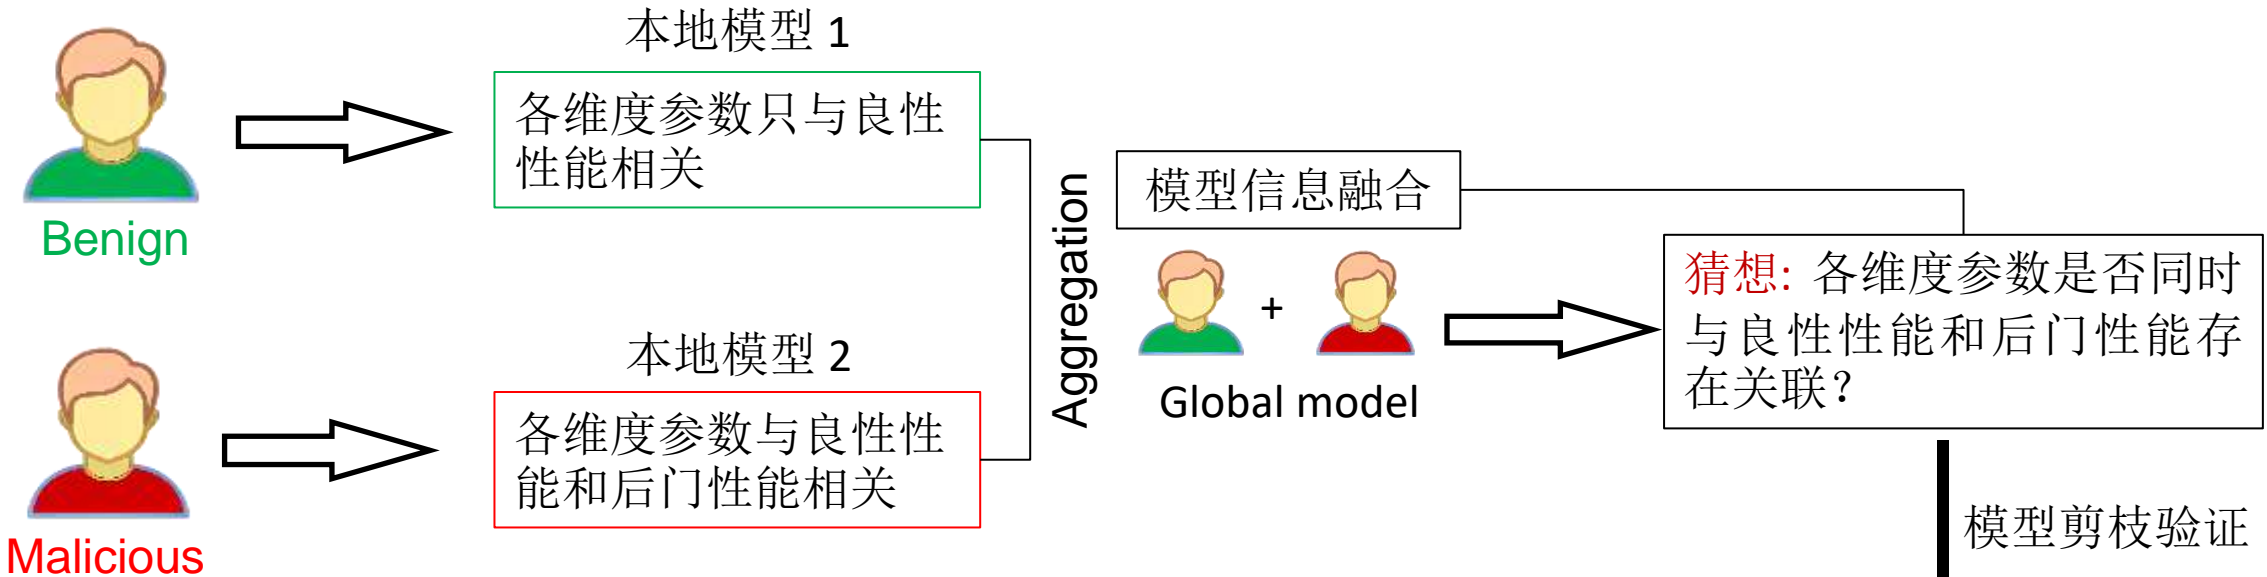 本地模型 1
各维度参数只与良性
性能相关
Benign
本地模型 2
各维度参数与良性性
能和后门性能相关
Malicious
Aggregation
模型信息融合
+
Global model
猜想: 各维度参数是否同时
与良性性能和后门性能存
在关联?
模型剪枝验证